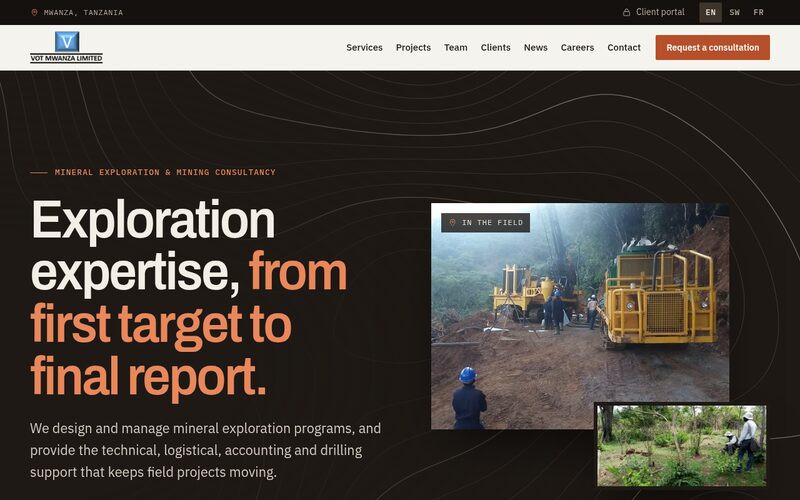 MWANZA, TANZANIA
Client portal
EN SW FR
V
VOT MWANZA LIMITED
Services Projects Team Clients News Careers Contact Request a consultation
MINERAL EXPLORATION & MINING CONSULTANCY
Exploration
expertise, from
first target to
final report.
IN THE FIELD
We design and manage mineral exploration programs, and
provide the technical, logistical, accounting and drilling
support that keeps field projects moving.